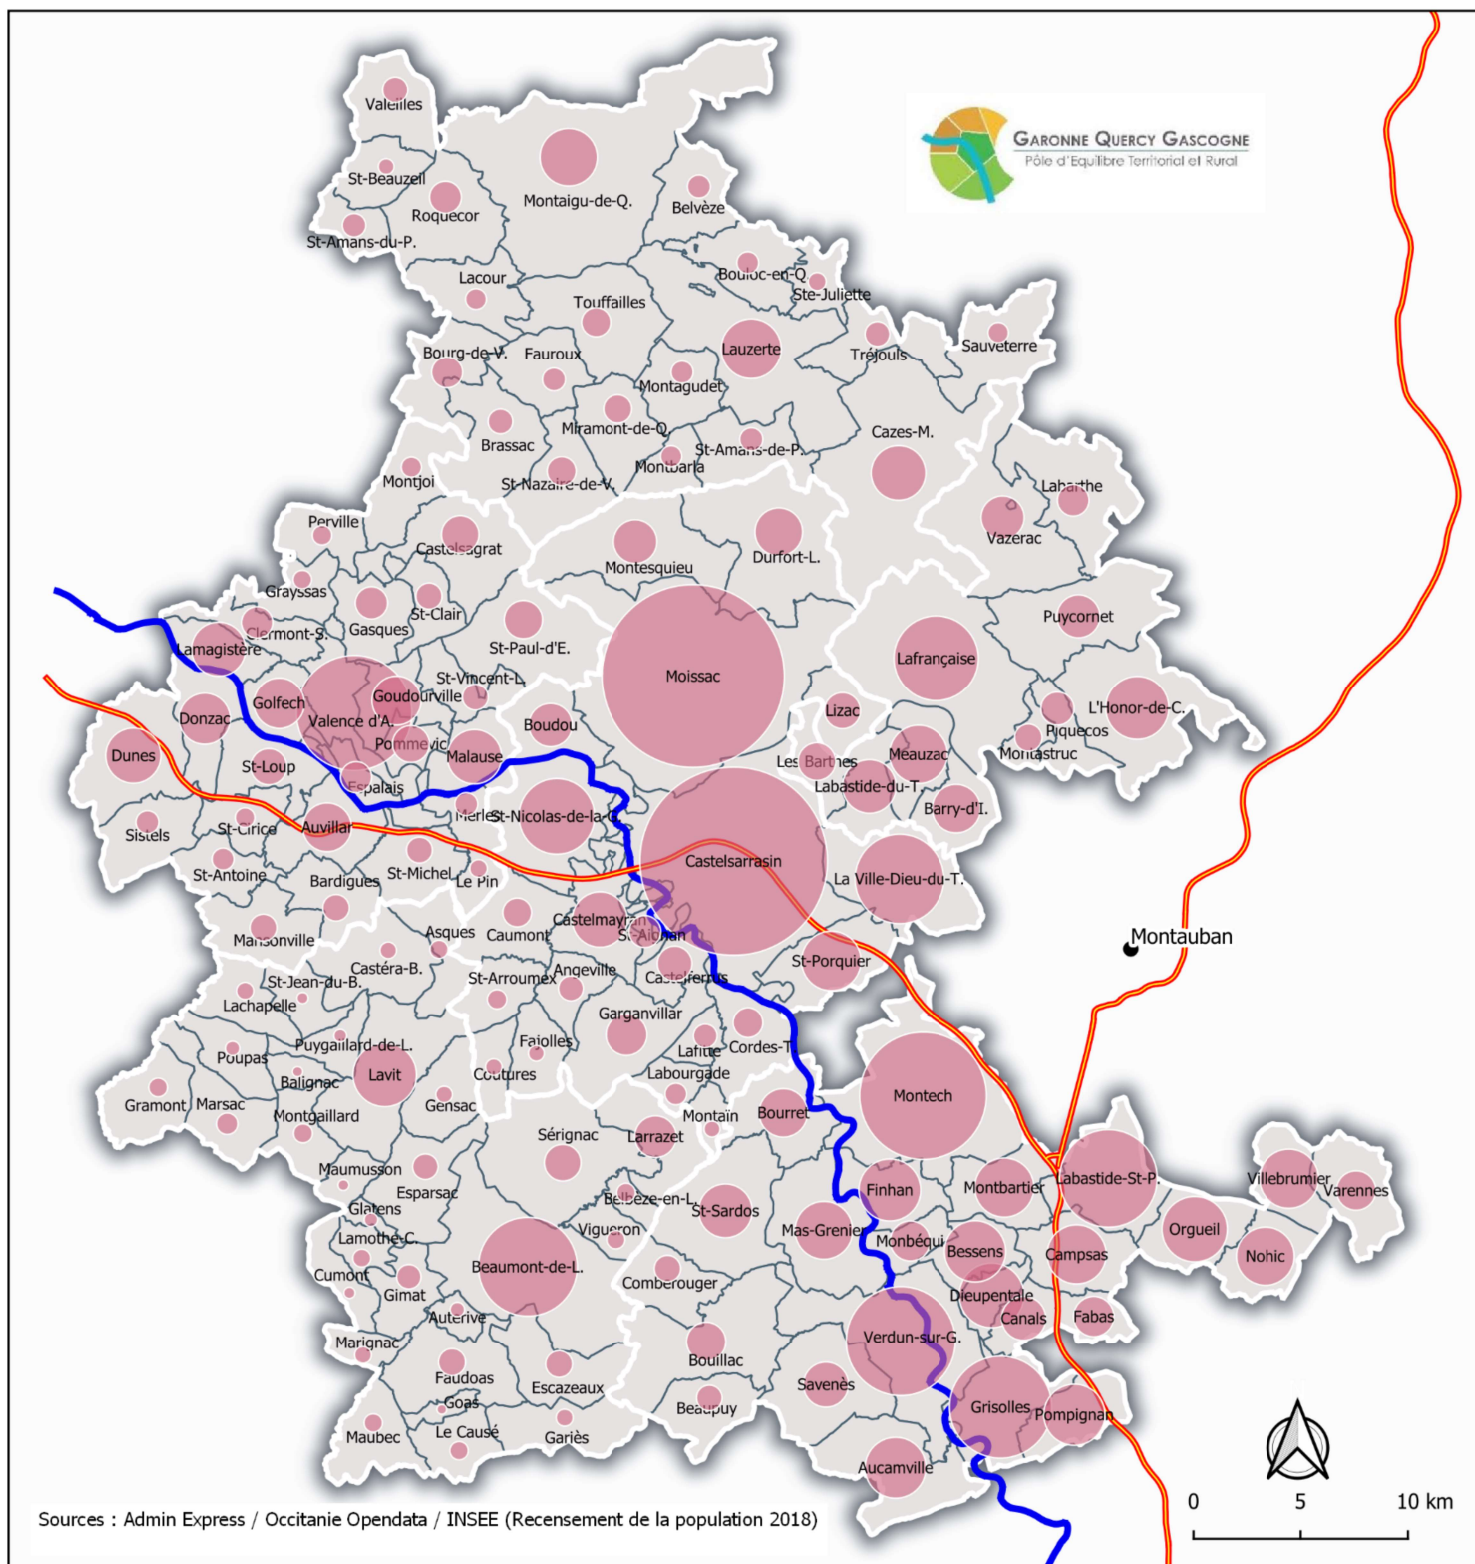 Valeilles
GARONNE QUERCY GASCOGNE
Pôle d'Equilibre Territorial et Rural
St-Beauzeil
Roquecor
Montaigu-de-Q.
Belvèze
St-Amans-du-P.
Lacour
Bouloc-en-Q.
Ste-Juliette
Touffailles
Bourg-de-V.
Fauroux
Lauzerte
Tréjouls
Sauveterre
Montagudet
Brassac
Miramont-de-Q.
Cazes-M.
St-Amans-de-P.
Montbarla
Montjoi
St-Nazaire-de-V.
Labarthe
Perville
Castelsagrat
Montesquieu
Durfort-L.
Vazerac
Grayssas
St-Clair
Gasques
Clermont-S.
Puycornet
Lamagistère
St-Paul-d'E.
Moissac
Lafrançaise
St-Vincent-L.
Goudourville
Golfech
Donzac
Valence d'A.
Boudou
Lizac
L'Honor-de-C.
Piquecos
Montastruc
Pommevic
Malause
Dunes
St-Loup
Espalais
Les Barthes
Meauzac
Labastide-du-T.
Barry-d'I.
Merles
St-Nicolas-de-la-G.
Sistels
St-Cirice
Auvillar
Castelsarrasin
St-Antoine
Bardigues
St-Michel
Le Pin
La Ville-Dieu-du-T.
Mansonville
Asques
Caumont
Castelmayran
St-Aignan
Montauban
Castéra-B.
St-Jean-du-B.
St-Arroumex
Angeville
Castelferrus
St-Porquier
Lachapelle
Garganvillar
Puygaillard-de-L.
Poupas
Fajolles
Lafitte
Cordes-T.
Balignac
Lavit
Coutures
Labourgade
Gramont
Marsac
Montgaillard
Gensac
Montech
Bourret
Montaïn
Sérignac
Larrazet
Maumusson
Esparsac
Belbèze-en-L.
St-Sardos
Finhan
Montbartier
Labastide-St-P.
Villebrumier
Varennes
Glatens
Lamothe-C.
Vigueron
Mas-Grenier
Monbéqui
Bessens
Campsas
Orgueil
Nohic
Cumont
Gimat
Beaumont-de-L.
Comberouger
Dieupentale
Auterive
Canals
Fabas
Marignac
Verdun-sur-G.
Bouillac
Faudoas
Escazeaux
Savenès
Goas
Beaupuy
Grisolles
Pompignan
Maubec
Le Causé
Gariès
Aucamville
0 5 10 km
Sources : Admin Express / Occitanie Opendata / INSEE (Recensement de la population 2018)